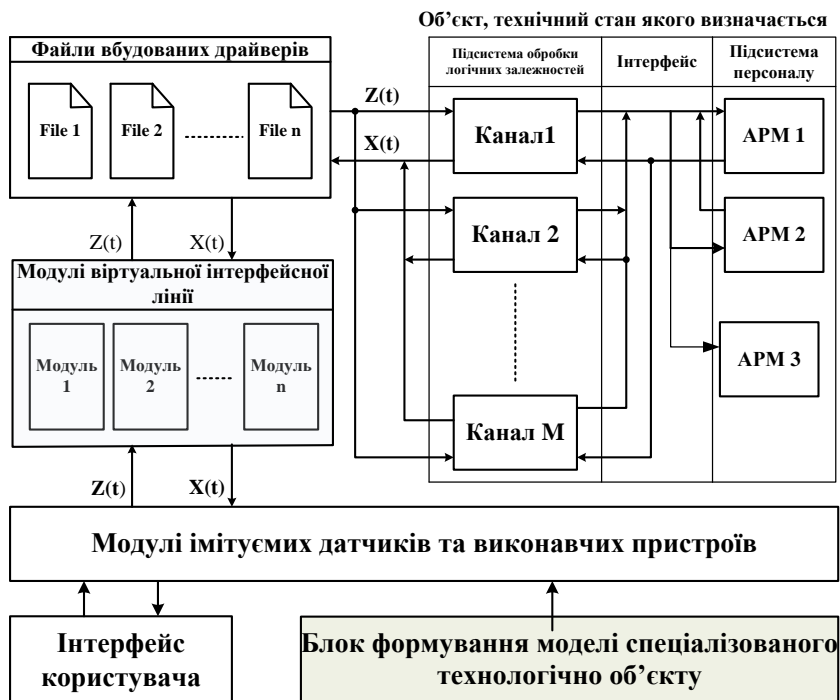 Об’єкт, технічний стан якого визначається
Файли вбудованих драйверів
File 1
File 2
File n
Z(t)
X(t)
Z(t)
X(t)
Модулі віртуальної інтерфейсної
лінії
Модуль
1
Модуль
2
Модуль
n
Z(t)
X(t)
Підсистема обробки
логічних залежностей
Інтерфейс
Підсистема
персоналу
Канал1
Канал 2
Канал М
АРМ 1
АРМ 2
АРМ 3
Модулі імітуємих датчиків та виконавчих пристроїв
Інтерфейс
користувача
Блок формування моделі спеціалізованого
технологічно об’єкту